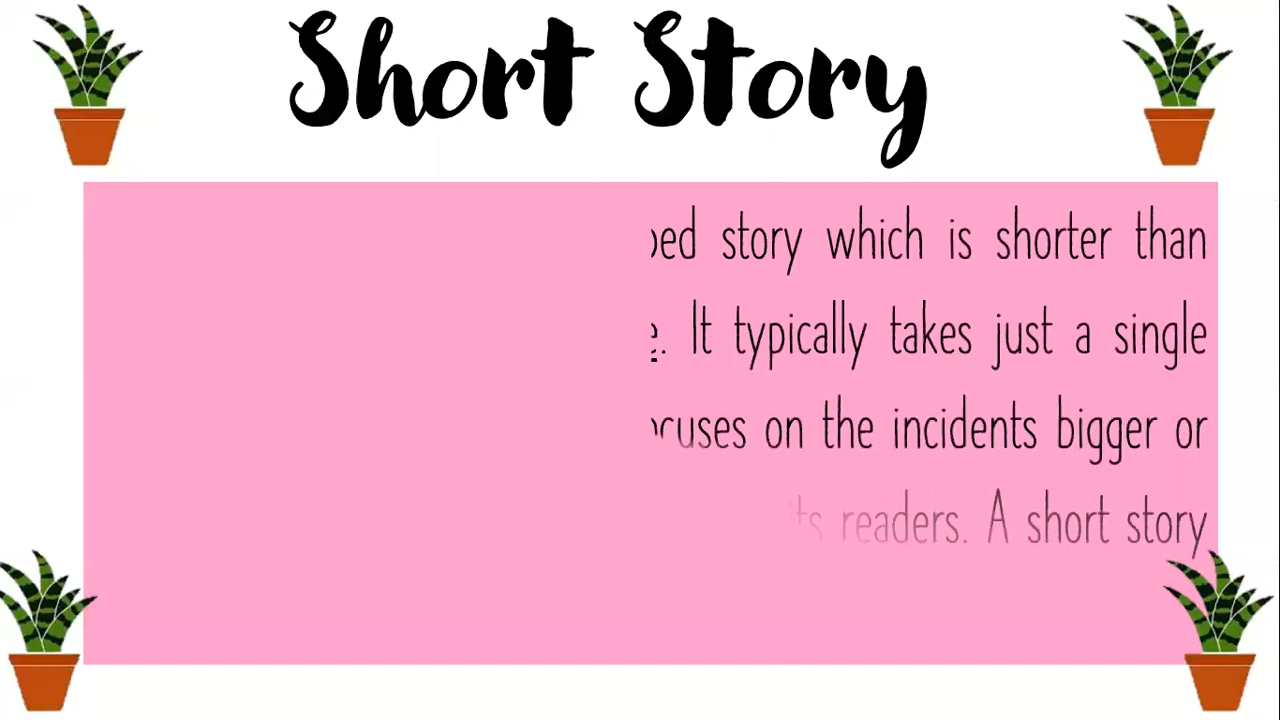 Short Story
story which is shorter than
It typically takes just a single
on the incidents bigger or
readers. A short story